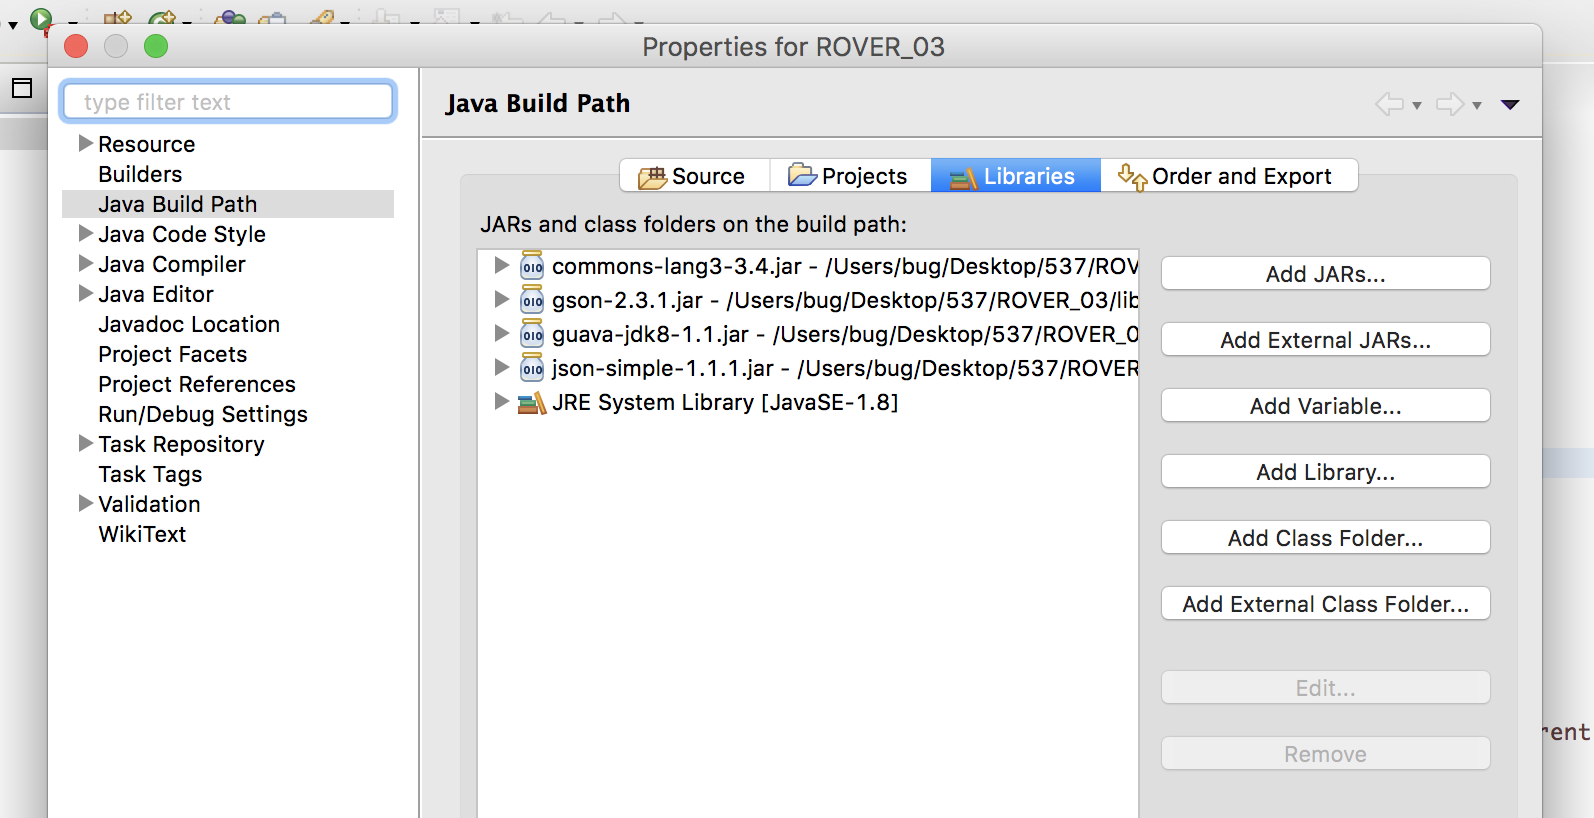 Properties for ROVER_03
type filter text
Resource
Builders
Java Build Path
Java Code Style
Java Compiler
Java Editor
Javadoc Location
Project Facets
Project References
Run/Debug Settings
Task Repository
Task Tags
Validation
WikiText
Java Build Path
Source Projects Libraries Order and Export
JARs and class folders on the build path:
commons-lang3-3.4.jar - /Users/bug/Desktop/537/ROV
gson-2.3.1.jar - /Users/bug/Desktop/537/ROVER_03/lib
guava-jdk8-1.1.jar - /Users/bug/Desktop/537/ROVER_0
json-simple-1.1.1.jar - /Users/bug/Desktop/537/ROVER
JRE System Library [JavaSE-1.8]
Add JARs...
Add External JARs...
Add Variable...
Add Library...
Add Class Folder...
Add External Class Folder...
Edit...
Remove
rent